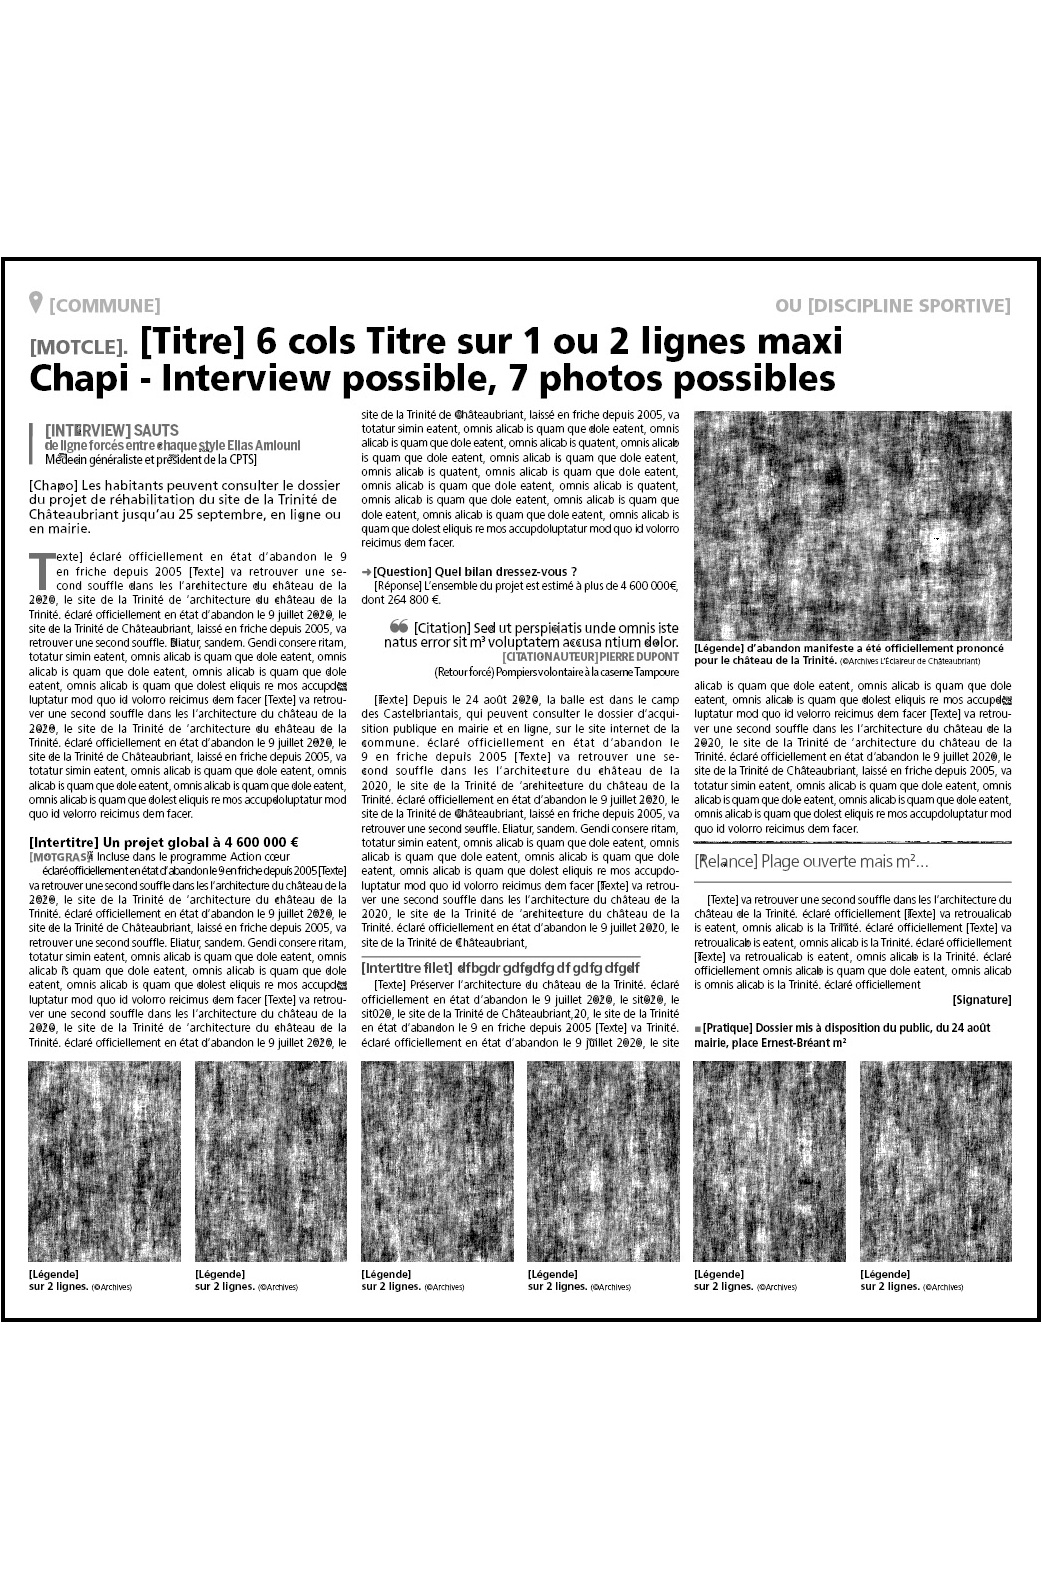 [COMMUNE]
OU [DISCIPLINE SPORTIVE]
[MOTCLE]. [Titre] 6 cols Titre sur 1 ou 2 lignes maxi
Chapi - Interview possible, 7 photos possibles
[INTERVIEW] SAUTS
de ligne forcés entre chaque style Elias Amiouni
Médecin généraliste et président de la CPTS]
[Chapo] Les habitants peuvent consulter le dossier
du projet de réhabilitation du site de la Trinité de
Châteaubriant jusqu’au 25 septembre, en ligne ou
en mairie.
Texte] éclaré officiellement en état d’abandon le 9
en friche depuis 2005 [Texte] va retrouver une se-
cond souffle dans les l’architecture du château de la
2020, le site de la Trinité de ’architecture du château de la
Trinité. éclaré officiellement en état d’abandon le 9 juillet 2020, le
site de la Trinité de Châteaubriant, laissé en friche depuis 2005, va
retrouver une second souffle. Eliatur, sandem. Gendi consere ritam,
totatur simin eatent, omnis alicab is quam que dole eatent, omnis
alicab is quam que dole eatent, omnis alicab is quam que dole
eatent, omnis alicab is quam que dolest eliquis re mos accupdo
luptatur mod quo id volorro reicimus dem facer [Texte] va retrou-
ver une second souffle dans les l’architecture du château de la
2020, le site de la Trinité de ’architecture du château de la
Trinité. éclaré officiellement en état d’abandon le 9 juillet 2020, le
site de la Trinité de Châteaubriant, laissé en friche depuis 2005, va
totatur simin eatent, omnis alicab is quam que dole eatent, omnis
alicab is quam que dole eatent, omnis alicab is quam que dole eatent,
omnis alicab is quam que dolest eliquis re mos accupdoluptatur mod
quo id volorro reicimus dem facer.
[Intertitre] Un projet global à 4 600 000 €
[MOTGRAS] Incluse dans le programme Action cœur
éclaré officiellement en état d’abandon le 9 en friche depuis 2005 [Texte]
va retrouver une second souffle dans les l’architecture du château de la
2020, le site de la Trinité de ’architecture du château de la
Trinité. éclaré officiellement en état d’abandon le 9 juillet 2020, le
site de la Trinité de Châteaubriant, laissé en friche depuis 2005, va
retrouver une second souffle. Eliatur, sandem. Gendi consere ritam,
totatur simin eatent, omnis alicab is quam que dole eatent, omnis
alicab is quam que dole eatent, omnis alicab is quam que dole
eatent, omnis alicab is quam que dolest eliquis re mos accupdo
luptatur mod quo id volorro reicimus dem facer [Texte] va retrou-
ver une second souffle dans les l’architecture du château de la
2020, le site de la Trinité de ’architecture du château de la
Trinité. éclaré officiellement en état d’abandon le 9 juillet 2020, le
site de la Trinité de Châteaubriant, laissé en friche depuis 2005, va
totatur simin eatent, omnis alicab is quam que dole eatent, omnis
alicab is quam que dole eatent, omnis alicab is quatent, omnis alicab
is quam que dole eatent, omnis alicab is quam que dole eatent,
omnis alicab is quatent, omnis alicab is quam que dole eatent,
omnis alicab is quam que dole eatent, omnis alicab is quam que
quatent, omnis alicab is quam que dole eatent, omnis alicab is quam que
dole eatent, omnis alicab is quam que dole eatent, omnis alicab is
quam que dolest eliquis re mos accupdoluptatur mod quo id volorro
reicimus dem facer.
➜[Question] Quel bilan dressez-vous ?
[Réponse] L’ensemble du projet est estimé à plus de 4 600 000€,
dont 264 800 €.
❝ [Citation] Sed ut perspiciatis unde omnis iste
natus error sit m³ voluptatem accusa ntium dolor.
[CITATION AUTEUR] PIERRE DUPONT
(Retour forcé) Pompiers volontaire à la caserne Tampoure
[Texte] Depuis le 24 août 2020, la balle est dans le camp
des Castelbriantais, qui peuvent consulter le dossier d’acqui-
sition publique en mairie et en ligne, sur le site internet de la
commune. éclaré officiellement en état d’abandon le
9 en friche depuis 2005 [Texte] va retrouver une se-
cond souffle dans les l’architecture du château de la
2020, le site de la Trinité de ’architecture du château de la
Trinité. éclaré officiellement en état d’abandon le 9 juillet 2020, le
site de la Trinité de Châteaubriant, laissé en friche depuis 2005, va
retrouver une second souffle. Eliatur, sandem. Gendi consere ritam,
totatur simin eatent, omnis alicab is quam que dole eatent, omnis
alicab is quam que dole eatent, omnis alicab is quam que dole
eatent, omnis alicab is quam que dolest eliquis re mos accupdo-
luptatur mod quo id volorro reicimus dem facer [Texte] va retrou-
ver une second souffle dans les l’architecture du château de la
2020, le site de la Trinité de ’architecture du château de la
Trinité. éclaré officiellement en état d’abandon le 9 juillet 2020, le
site de la Trinité de Châteaubriant,
[Intertitre filet] dfbgdr gdfgdfg df gdfg dfgdf
[Texte] Préserver l’architecture du château de la Trinité. éclaré
officiellement en état d’abandon le 9 juillet 2020, le sit020, le
sit020, le site de la Trinité de Châteaubriant,20, le site de la Trinité
en état d’abandon le 9 en friche depuis 2005 [Texte] va Trinité.
éclaré officiellement en état d’abandon le 9 juillet 2020, le site
[Légende] d’abandon manifeste a été officiellement prononcé
pour le château de la Trinité. (©Archives L’Éclaireur de Châteaubriant)
alicab is quam que dole eatent, omnis alicab is quam que dole
eatent, omnis alicab is quam que dolest eliquis re mos accupdo
luptatur mod quo id volorro reicimus dem facer [Texte] va retrou-
ver une second souffle dans les l’architecture du château de la
2020, le site de la Trinité de ’architecture du château de la
Trinité. éclaré officiellement en état d’abandon le 9 juillet 2020, le
site de la Trinité de Châteaubriant, laissé en friche depuis 2005, va
totatur simin eatent, omnis alicab is quam que dole eatent, omnis
alicab is quam que dole eatent, omnis alicab is quam que dole eatent,
omnis alicab is quam que dolest eliquis re mos accupdoluptatur mod
quo id volorro reicimus dem facer.
[Relance] Plage ouverte mais m²…
[Texte] va retrouver une second souffle dans les l’architecture du
château de la Trinité. éclaré officiellement [Texte] va retroualicab
is eatent, omnis alicab is la Trinité. éclaré officiellement [Texte] va
retroualicab is eatent, omnis alicab is la Trinité. éclaré officiellement
[Texte] va retroualicab is eatent, omnis alicab is la Trinité. éclaré
officiellement omnis alicab is quam que dole eatent, omnis alicab
is omnis alicab is la Trinité. éclaré officiellement
[Signature]
■ [Pratique] Dossier mis à disposition du public, du 24 août
mairie, place Ernest-Bréant m²
[Légende]
sur 2 lignes. (©Archives)
[Légende]
sur 2 lignes. (©Archives)
[Légende]
sur 2 lignes. (©Archives)
[Légende]
sur 2 lignes. (©Archives)
[Légende]
sur 2 lignes. (©Archives)
[Légende]
sur 2 lignes. (©Archives)